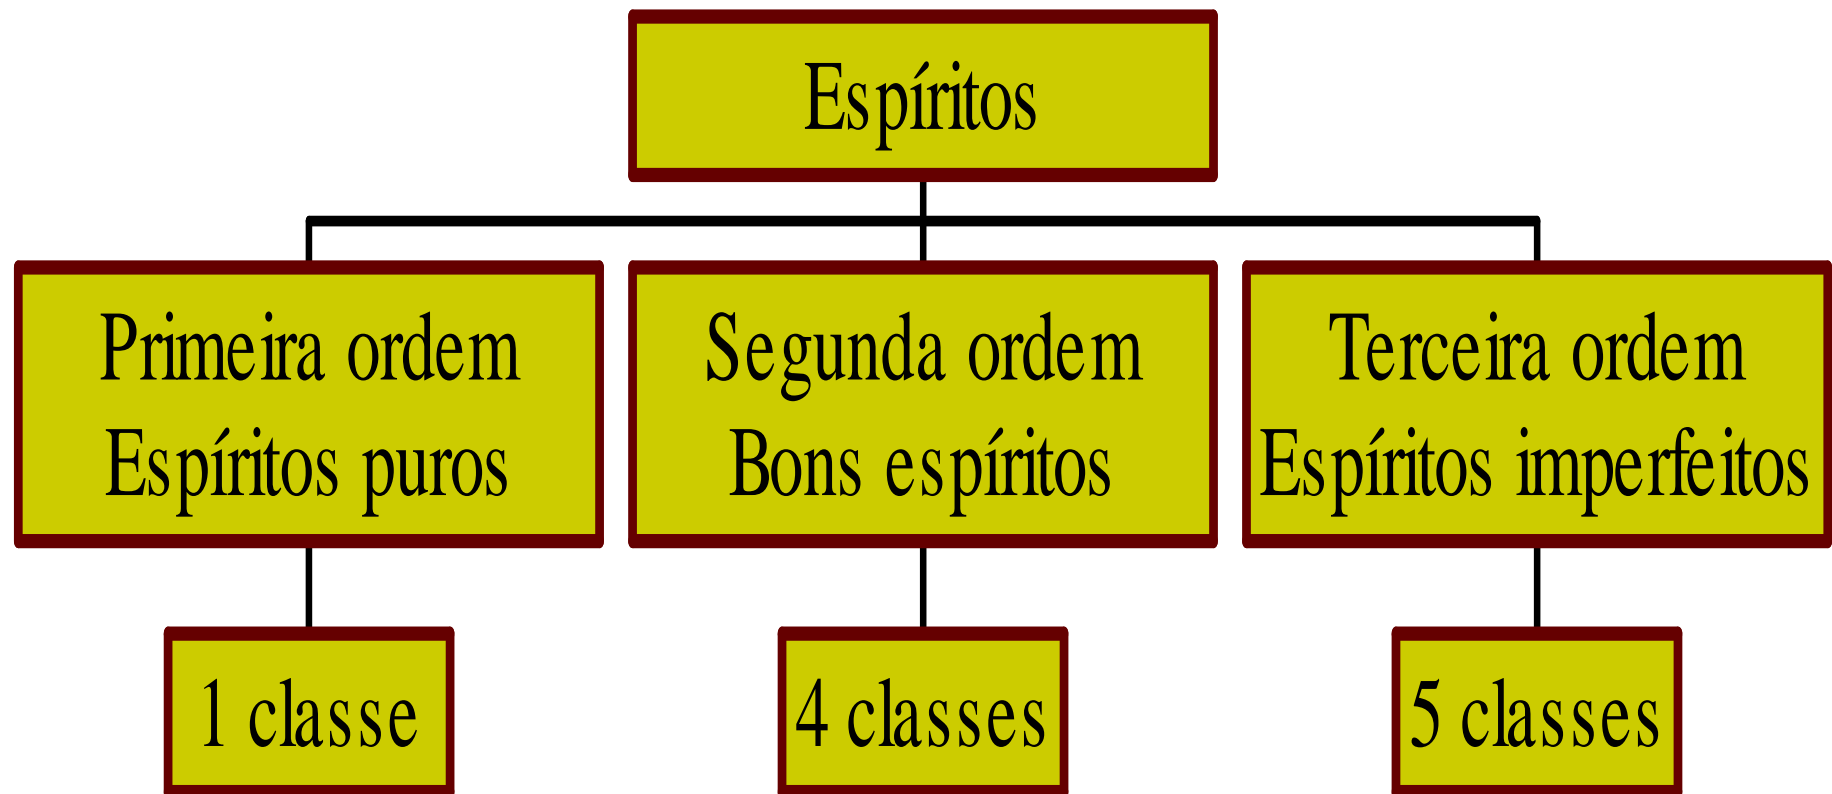 Espíritos
Primeira ordem
Espíritos puros
Segunda ordem
Bons espíritos
Terceira ordem
Espíritos imperfeitos
1 classe
4 classes
5 classes